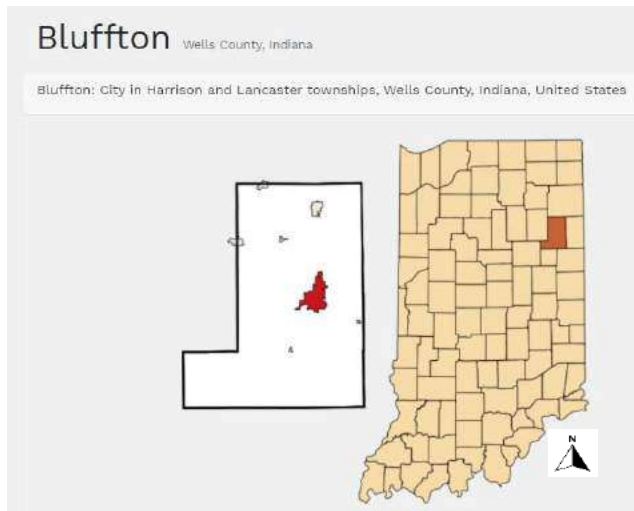 Bluffton Wells County, Indiana
Bluffton: City in Harrison and Lancaster townships, Wells County, Indiana, United States
N